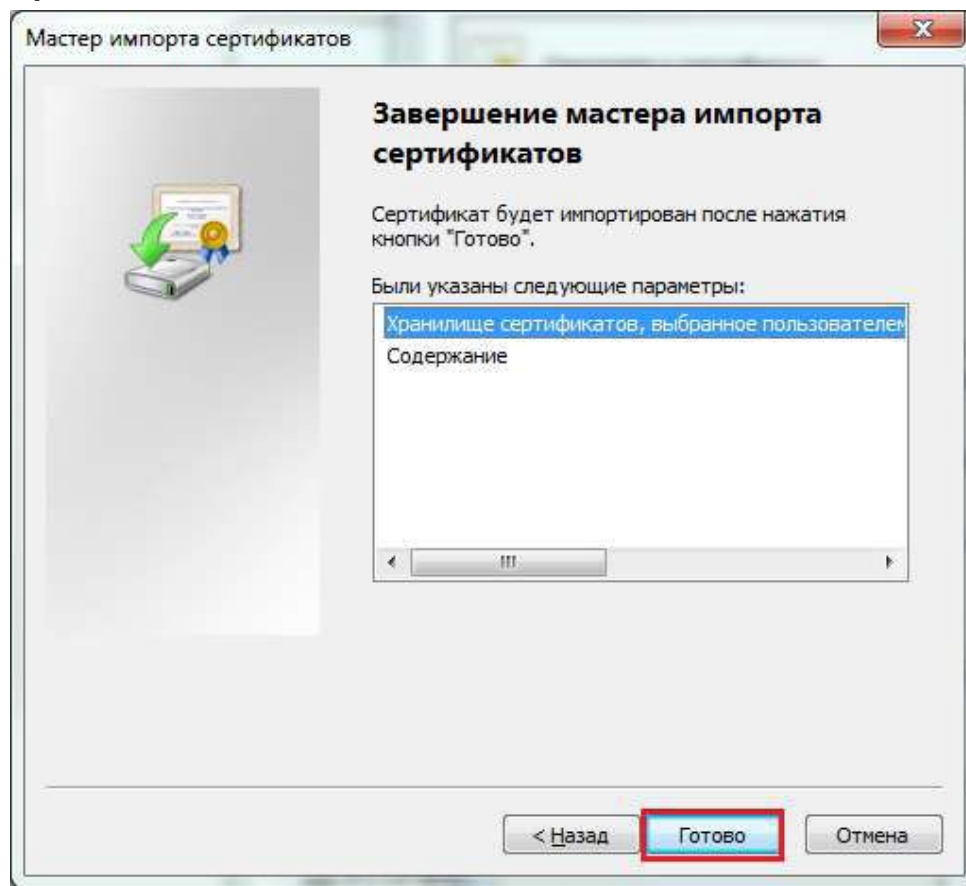 Мастер импорта сертификатов
Завершение мастера импорта
сертификатов
Сертификат будет импортирован после нажатия
кнопки "Готово".
Были указаны следующие параметры:
Хранилище сертификатов, выбранное пользователем
Содержание
< Назад
Готово
Отмена